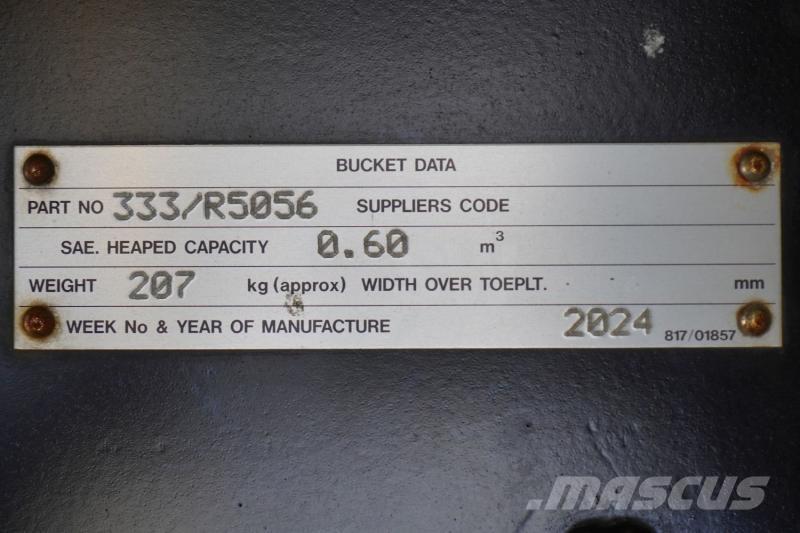 BUCKET DATA
PART NO 333/R5056 SUPPLIERS CODE
SAE. HEAPED CAPACITY 0.60 m³
WEIGHT 207 kg (approx) WIDTH OVER TOEPLT. mm
WEEK No & YEAR OF MANUFACTURE 2024 817/01857
MASCUS